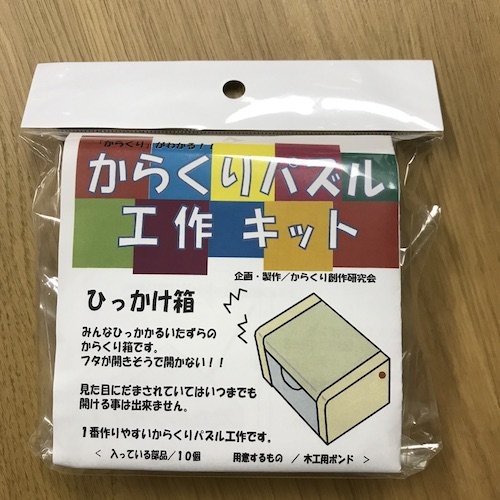 「からくり」がわかる！！
からくりパズル
工作 キット
企画・製作／からくり創作研究会
ひっかけ箱
みんなひっかかるいたずらの
からくり箱です。
フタが開きそうで開かない！！
見た目にだまされていてはいつまでも
開ける事は出来ません。
１番作りやすいからくりパズル工作です。
＜ 入っている部品／１０個 用意するもの ／木工用ボンド ＞